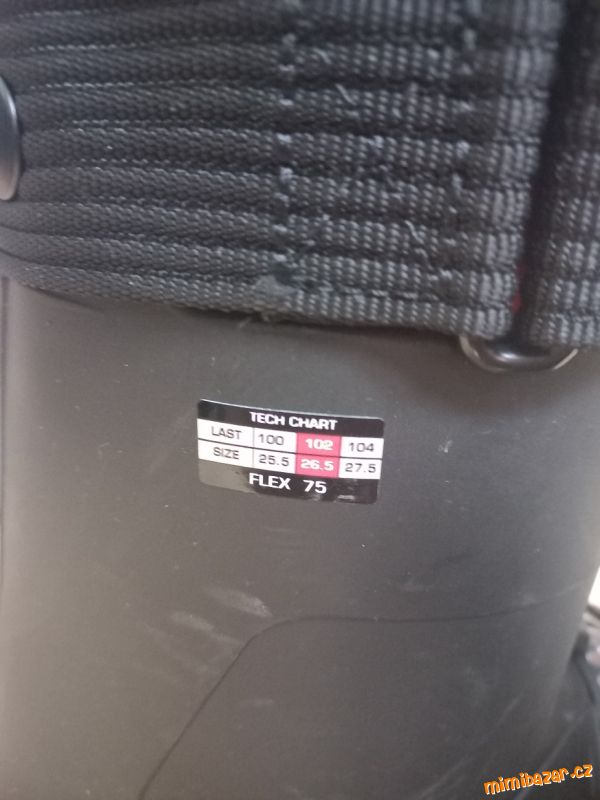 TECH CHART
LAST 100 102 104
SIZE 25.5 26.5 27.5
FLEX 75
mimibazar.cz